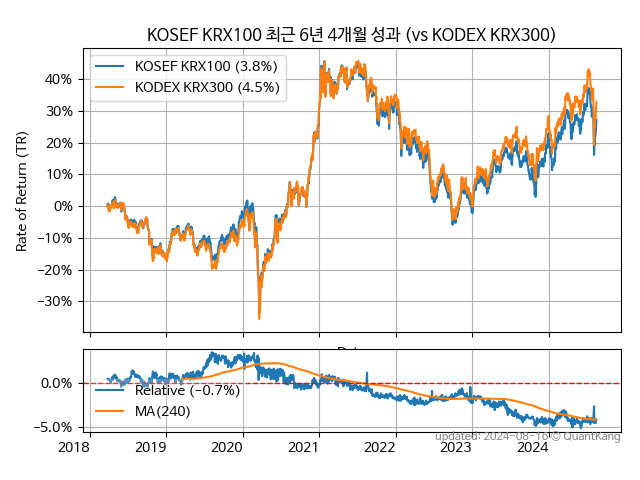 KOSEF KRX100 최근 6년 4개월 성과 (vs KODEX KRX300)
KOSEF KRX100 (3.8%)
KODEX KRX300 (4.5%)
Rate of Return (TR)
40%
30%
20%
10%
0%
−10%
−20%
−30%
0.0%
−5.0%
Relative (−0.7%)
MA(240)
2018
2019
2020
2021
2022
2023
2024
updated: 2024-08-16 © QuantKang